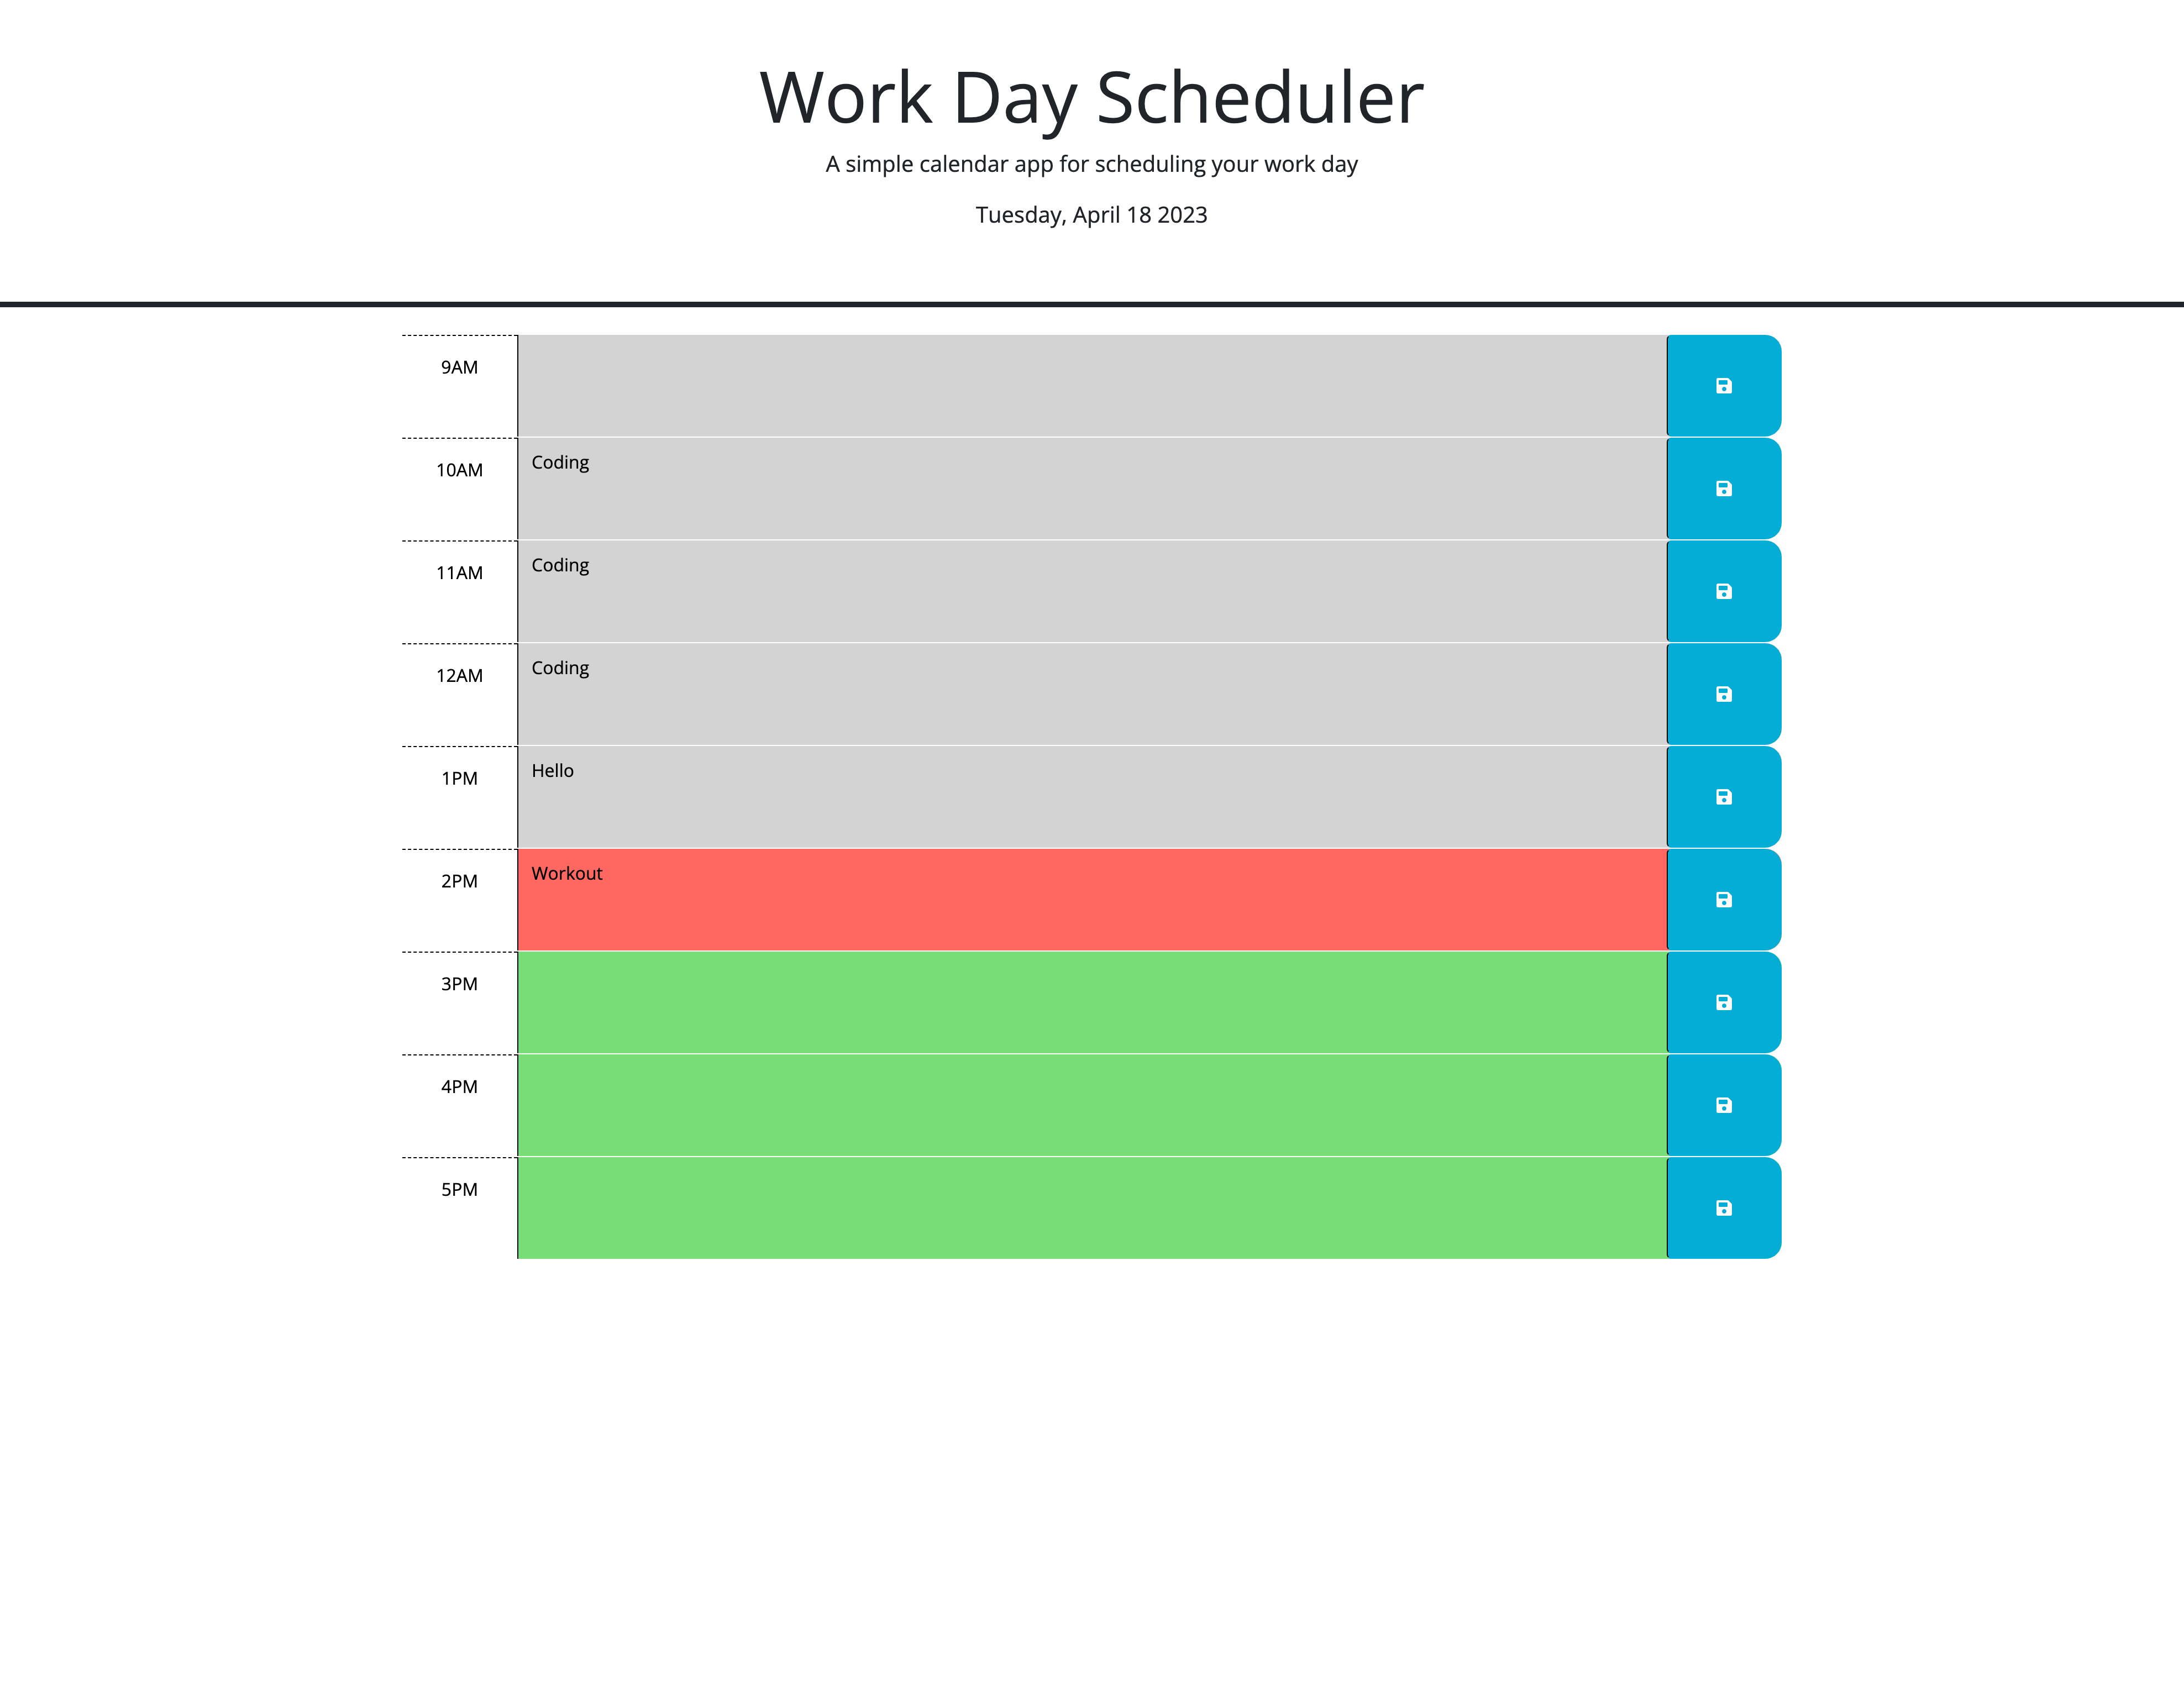 Work Day Scheduler
A simple calendar app for scheduling your work day
Tuesday, April 18 2023
9AM
10AM Coding
11AM Coding
12AM Coding
1PM Hello
2PM Workout
3PM
4PM
5PM